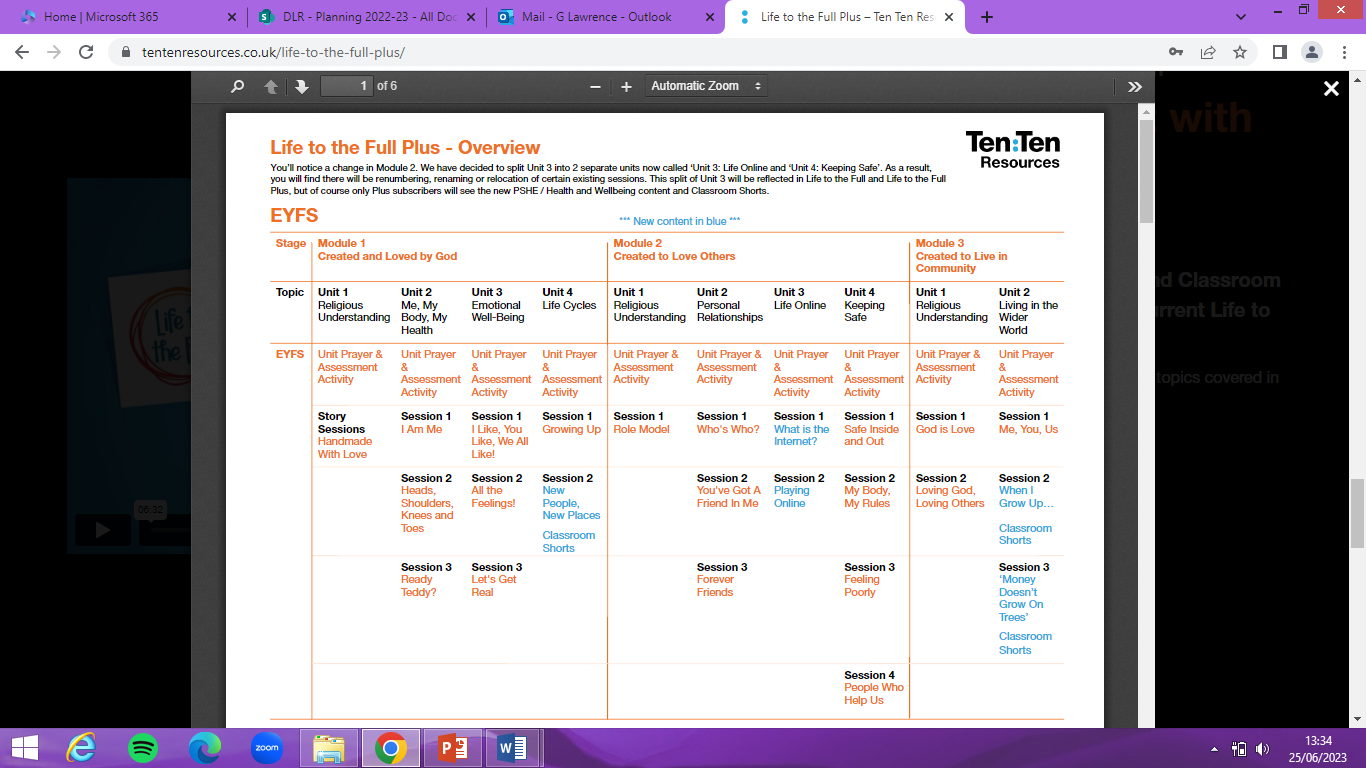 Home | Microsoft 365
DLR - Planning 2022-23 - All Doc
Mail - G Lawrence - Outlook
Life to the Full Plus – Ten Ten Res
tentenresources.co.uk/life-to-the-full-plus/
1 of 6
Automatic Zoom
with
Ten:Ten
Resources
Life to the Full Plus - Overview
You'll notice a change in Module 2. We have decided to split Unit 3 into 2 separate units now called 'Unit 3: Life Online and 'Unit 4: Keeping Safe'. As a result,
you will find there will be renumbering, renaming or relocation of certain existing sessions. This split of Unit 3 will be reflected in Life to the Full and Life to the Full
Plus, but of course only Plus subscribers will see the new PSHE / Health and Wellbeing content and Classroom Shorts.
EYFS
*** New content in blue ***
Stage
Module 1
Created and Loved by God
Module 2
Created to Love Others
Module 3
Created to Live in
Community
Topic
Unit 1
Religious
Understanding
Unit 2
Me, My
Body, My
Health
Unit 3
Emotional
Well-Being
Unit 4
Life Cycles
Unit 1
Religious
Understanding
Unit 2
Personal
Relationships
Unit 3
Life Online
Unit 4
Keeping
Safe
Unit 1
Religious
Understanding
Unit 2
Living in the
Wider
World
EYFS
Unit Prayer &
Assessment
Activity
Unit Prayer
&
Assessment
Activity
Unit Prayer
&
Assessment
Activity
Unit Prayer
&
Assessment
Activity
Unit Prayer &
Assessment
Activity
Unit Prayer &
Assessment
Activity
Unit Prayer
&
Assessment
Activity
Unit Prayer
&
Assessment
Activity
Unit Prayer &
Assessment
Activity
Unit Prayer
&
Assessment
Activity
Story
Sessions
Handmade
With Love
Session 1
I Am Me
Session 1
I Like, You
Like, We All
Like!
Session 1
Growing Up
Session 1
Role Model
Session 1
Who's Who?
Session 1
What is the
Internet?
Session 1
Safe Inside
and Out
Session 1
God is Love
Session 1
Me, You, Us
Session 2
Heads,
Shoulders,
Knees and
Toes
Session 2
All the
Feelings!
Session 2
New
People,
New Places
Classroom
Shorts
Session 2
You've Got A
Friend In Me
Session 2
Playing
Online
Session 2
My Body,
My Rules
Session 2
Loving God,
Loving Others
Session 2
When I
Grow Up…
Classroom
Shorts
Session 3
Ready
Teddy?
Session 3
Let's Get
Real
Session 3
Forever
Friends
Session 3
Feeling
Poorly
Session 3
'Money
Doesn't
Grow On
Trees'
Classroom
Shorts
Session 4
People Who
Help Us
nd Classroom
urrent Life to
topics covered in
06:32
zoom
13:34
25/06/2023